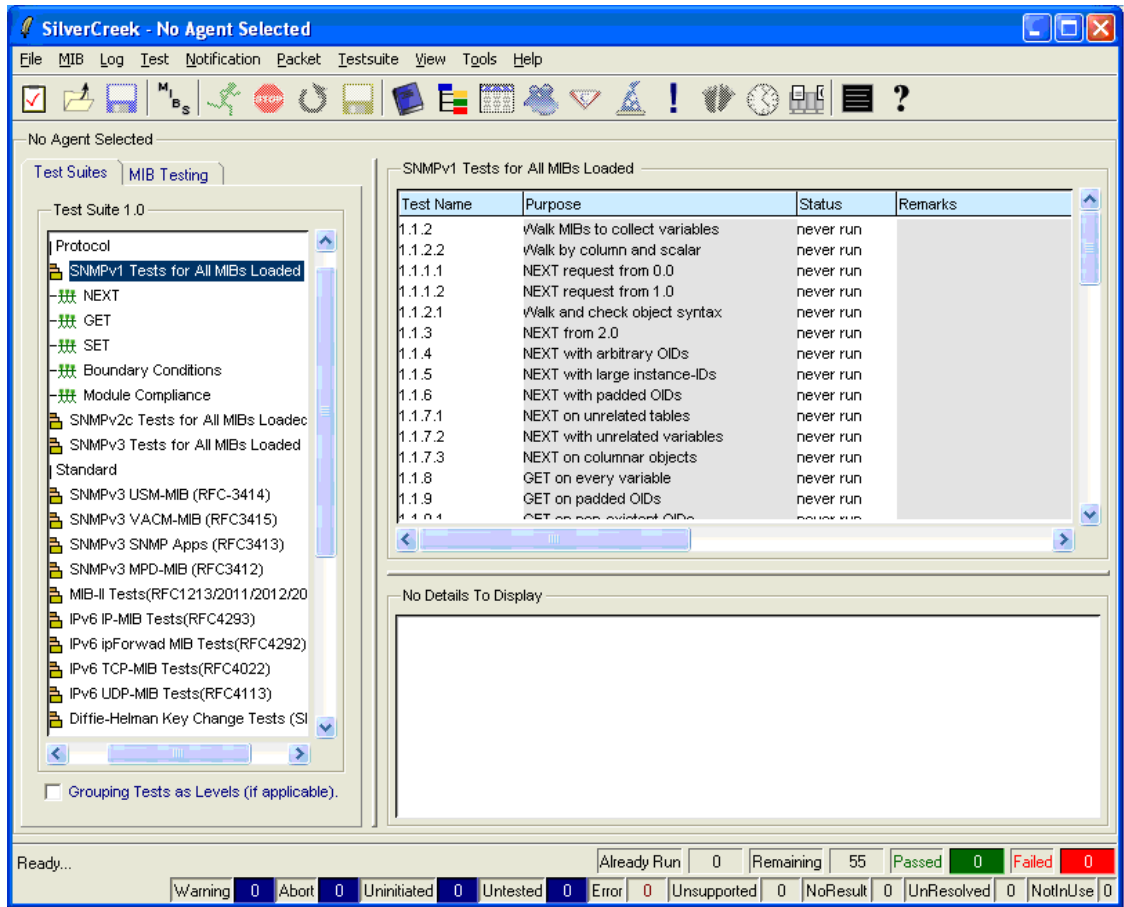 SilverCreek - No Agent Selected
File MIB Log Test Notification Packet Testsuite View Tools Help
MIBs STOP ?
No Agent Selected
Test Suites MIB Testing
Test Suite 1.0
Protocol
SNMPv1 Tests for All MIBs Loaded
NEXT
GET
SET
Boundary Conditions
Module Compliance
SNMPv2c Tests for All MIBs Loadec
SNMPv3 Tests for All MIBs Loaded
Standard
SNMPv3 USM-MIB (RFC-3414)
SNMPv3 VACM-MIB (RFC3415)
SNMPv3 SNMP Apps (RFC3413)
SNMPv3 MPD-MIB (RFC3412)
MIB-II Tests(RFC1213/2011/2012/20
IPv6 IP-MIB Tests(RFC4293)
IPv6 ipForwad MIB Tests(RFC4292)
IPv6 TCP-MIB Tests(RFC4022)
IPv6 UDP-MIB Tests(RFC4113)
Diffie-Helman Key Change Tests (SI
Grouping Tests as Levels (if applicable).
SNMPv1 Tests for All MIBs Loaded
Test Name Purpose Status Remarks
1.1.2 Walk MIBs to collect variables never run
1.1.2.2 Walk by column and scalar never run
1.1.1.1 NEXT request from 0.0 never run
1.1.1.2 NEXT request from 1.0 never run
1.1.2.1 Walk and check object syntax never run
1.1.3 NEXT from 2.0 never run
1.1.4 NEXT with arbitrary OIDs never run
1.1.5 NEXT with large instance-IDs never run
1.1.6 NEXT with padded OIDs never run
1.1.7.1 NEXT on unrelated tables never run
1.1.7.2 NEXT with unrelated variables never run
1.1.7.3 NEXT on columnar objects never run
1.1.8 GET on every variable never run
1.1.9 GET on padded OIDs never run
1.1.9.1 GET on non-existent OIDs never run
No Details To Display
Ready...
Already Run 0 Remaining 55 Passed 0 Failed 0
Warning 0 Abort 0 Uninitiated 0 Untested 0 Error 0 Unsupported 0 NoResult 0 UnResolved 0 NotInUse 0